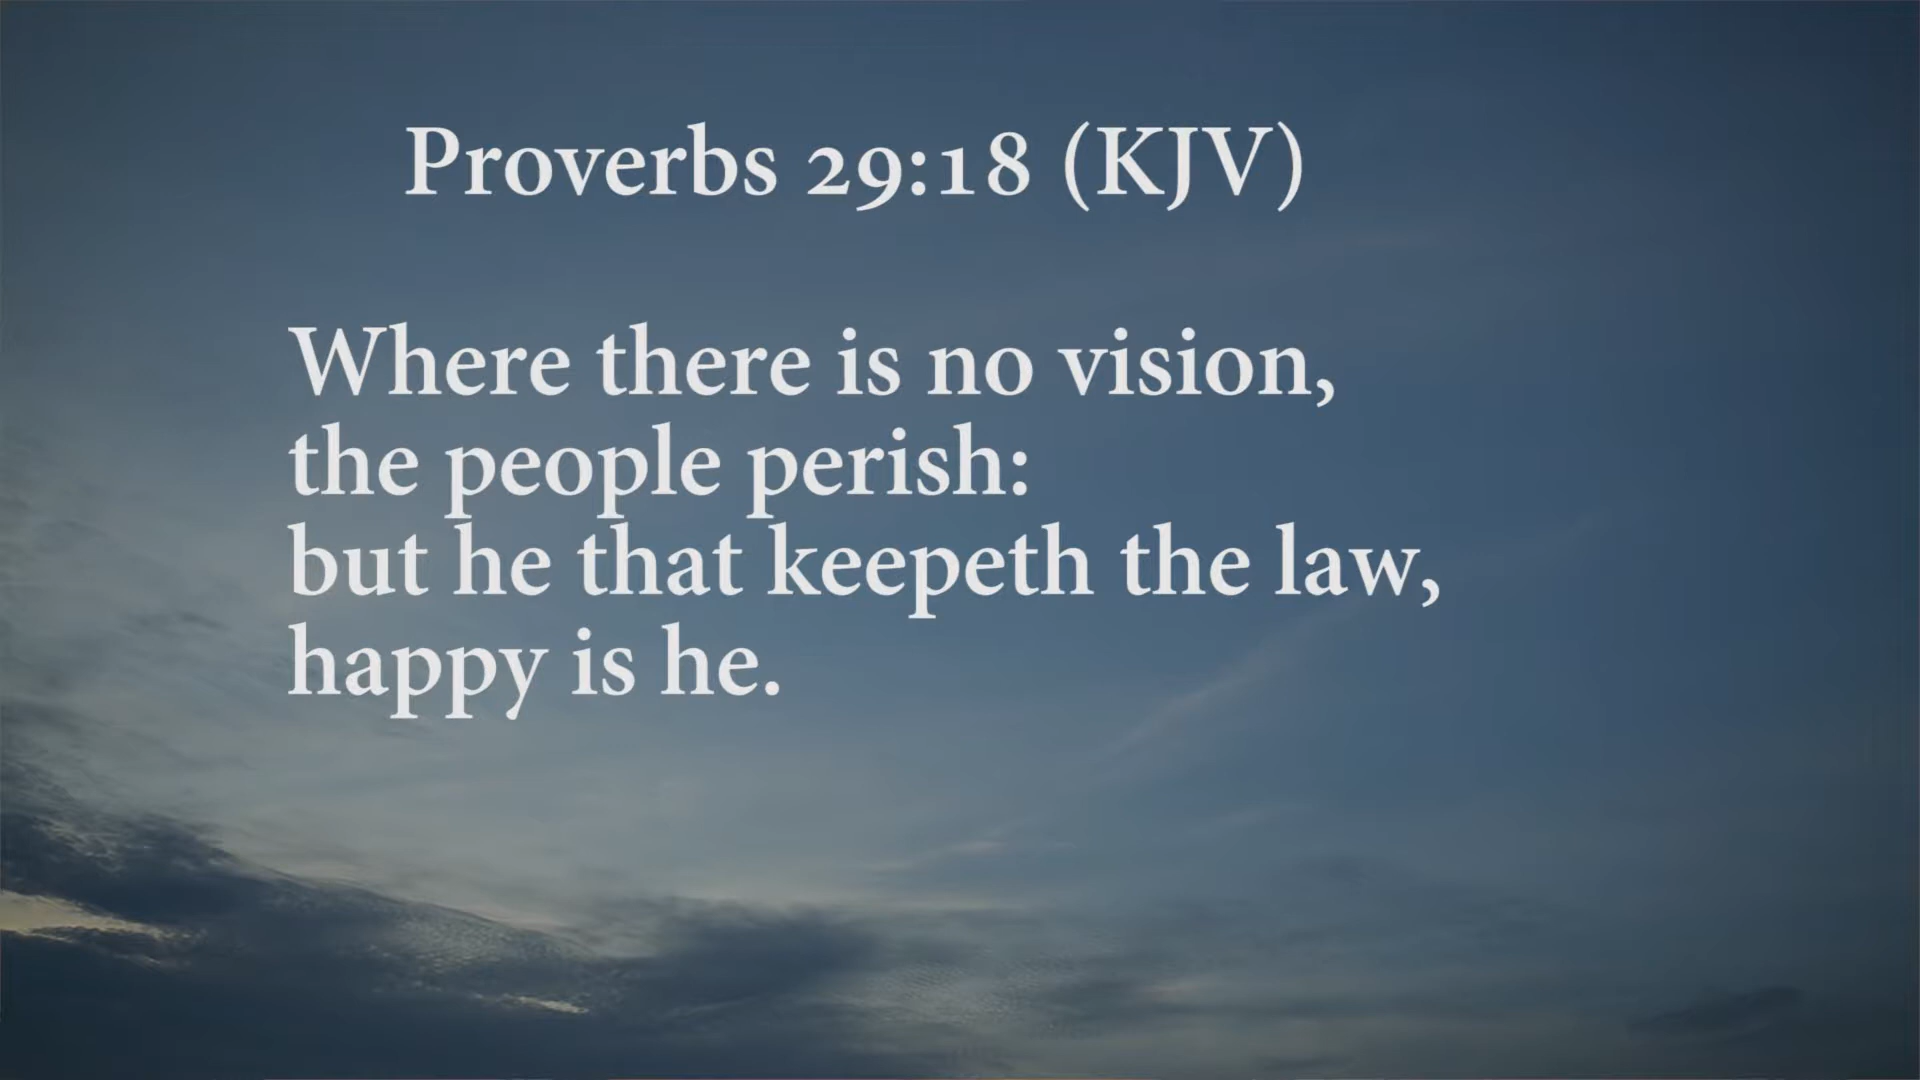 Proverbs 29:18 (KJV)
Where there is no vision,
the people perish:
but he that keepeth the law,
happy is he.